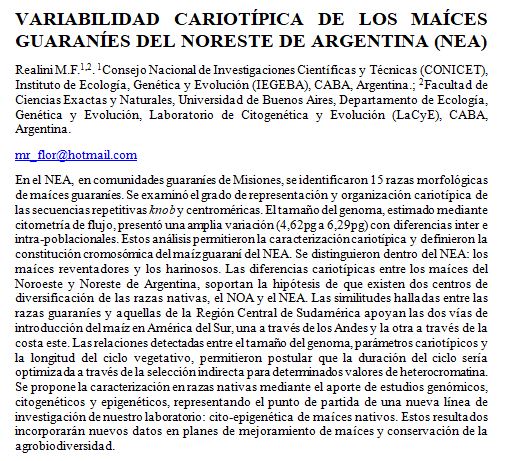 VARIABILIDAD CARIOTÍPICA DE LOS MAÍCES
GUARANÍES DEL NORESTE DE ARGENTINA (NEA)
Realini M.F.1,2. 1Consejo Nacional de Investigaciones Científicas y Técnicas (CONICET),
Instituto de Ecología, Genética y Evolución (IEGEBA), CABA, Argentina.; 2Facultad de
Ciencias Exactas y Naturales, Universidad de Buenos Aires, Departamento de Ecología,
Genética y Evolución, Laboratorio de Citogenética y Evolución (LaCyE), CABA,
Argentina.
mr_flor@hotmail.com
En el NEA, en comunidades guaraníes de Misiones, se identificaron 15 razas morfológicas
de maíces guaraníes. Se examinó el grado de representación y organización cariotípica de
las secuencias repetitivas knob y centroméricas. El tamaño del genoma, estimado mediante
citometría de flujo, presentó una amplia variación (4,62pg a 6,29pg) con diferencias inter e
intra-poblacionales. Estos análisis permitieron la caracterización cariotípica y definieron la
constitución cromosómica del maíz guaraní del NEA. Se distinguieron dentro del NEA: los
maíces reventadores y los harinosos. Las diferencias cariotípicas entre los maíces del
Noroeste y Noreste de Argentina, soportan la hipótesis de que existen dos centros de
diversificación de las razas nativas, el NOA y el NEA. Las similitudes halladas entre las
razas guaraníes y aquellas de la Región Central de Sudamérica apoyan las dos vías de
introducción del maíz en América del Sur, una a través de los Andes y la otra a través de la
costa este. Las relaciones detectadas entre el tamaño del genoma, parámetros cariotípicos y
la longitud del ciclo vegetativo, permitieron postular que la duración del ciclo sería
optimizada a través de la selección indirecta para determinados valores de heterocromatina.
Se propone la caracterización en razas nativas mediante el aporte de estudios genómicos,
citogenéticos y epigenéticos, representando el punto de partida de una nueva línea de
investigación de nuestro laboratorio: cito-epigenética de maíces nativos. Estos resultados
incorporarán nuevos datos en planes de mejoramiento de maíces y conservación de la
agrobiodiversidad.